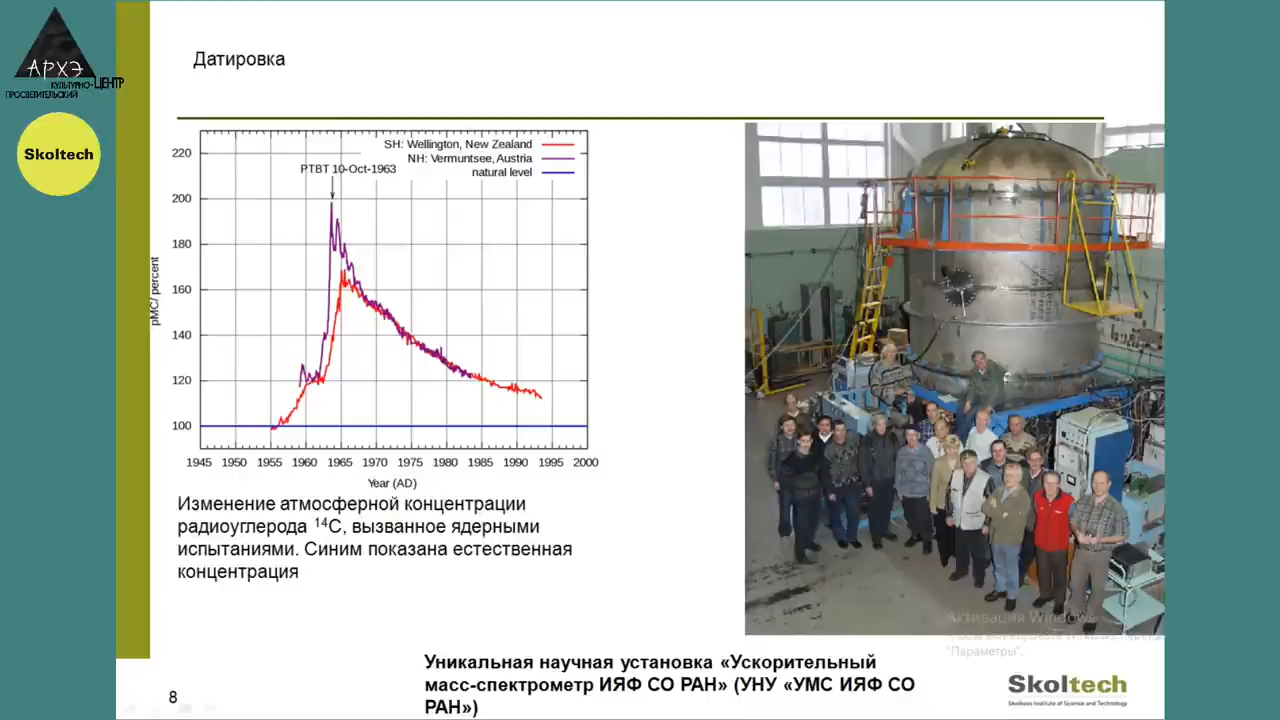 АРХЭ
КУЛЬТУРНО-ЦЕНТР
ПРОСВЕТИТЕЛЬСКИЙ
Skoltech
Датировка
SH: Wellington, New Zealand
NH: Vermuntsee, Austria
natural level
PTBT 10-Oct-1963
220
200
180
160
140
120
100
pMC/ percent
1945 1950 1955 1960 1965 1970 1975 1980 1985 1990 1995 2000
Year (AD)
Изменение атмосферной концентрации
радиоуглерода ¹⁴C, вызванное ядерными
испытаниями. Синим показана естественная
концентрация
Активация Windows
"Параметры".
Уникальная научная установка «Ускорительный
масс-спектрометр ИЯФ СО РАН» (УНУ «УМС ИЯФ СО
РАН»)
8
Skoltech
Skolkovo Institute of Science and Technology